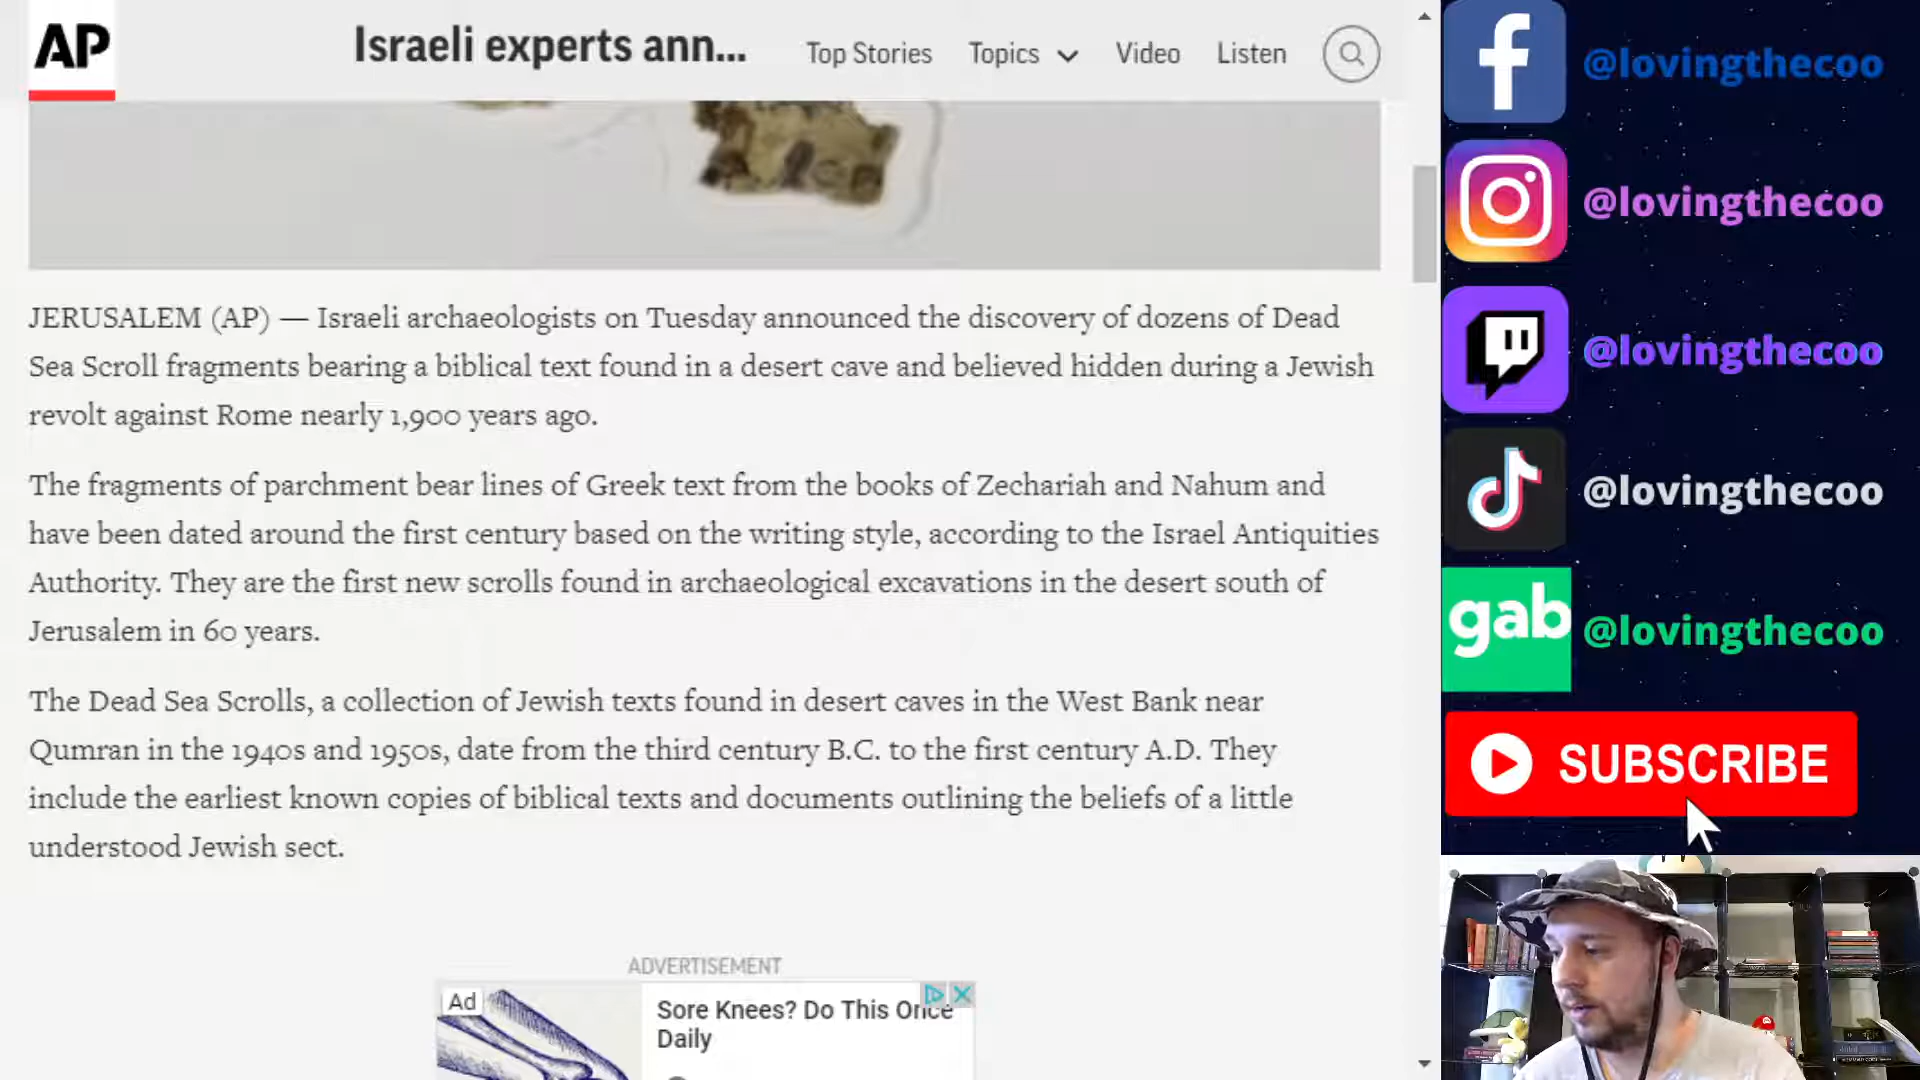 AP
Israeli experts ann...
Top Stories
Topics
Video
Listen
JERUSALEM (AP) — Israeli archaeologists on Tuesday announced the discovery of dozens of Dead
Sea Scroll fragments bearing a biblical text found in a desert cave and believed hidden during a Jewish
revolt against Rome nearly 1,900 years ago.
The fragments of parchment bear lines of Greek text from the books of Zechariah and Nahum and
have been dated around the first century based on the writing style, according to the Israel Antiquities
Authority. They are the first new scrolls found in archaeological excavations in the desert south of
Jerusalem in 60 years.
The Dead Sea Scrolls, a collection of Jewish texts found in desert caves in the West Bank near
Qumran in the 1940s and 1950s, date from the third century B.C. to the first century A.D. They
include the earliest known copies of biblical texts and documents outlining the beliefs of a little
understood Jewish sect.
ADVERTISEMENT
Ad
Sore Knees? Do This Once
Daily
@lovingthecoo
@lovingthecoo
@lovingthecoo
@lovingthecoo
gab
@lovingthecoo
SUBSCRIBE